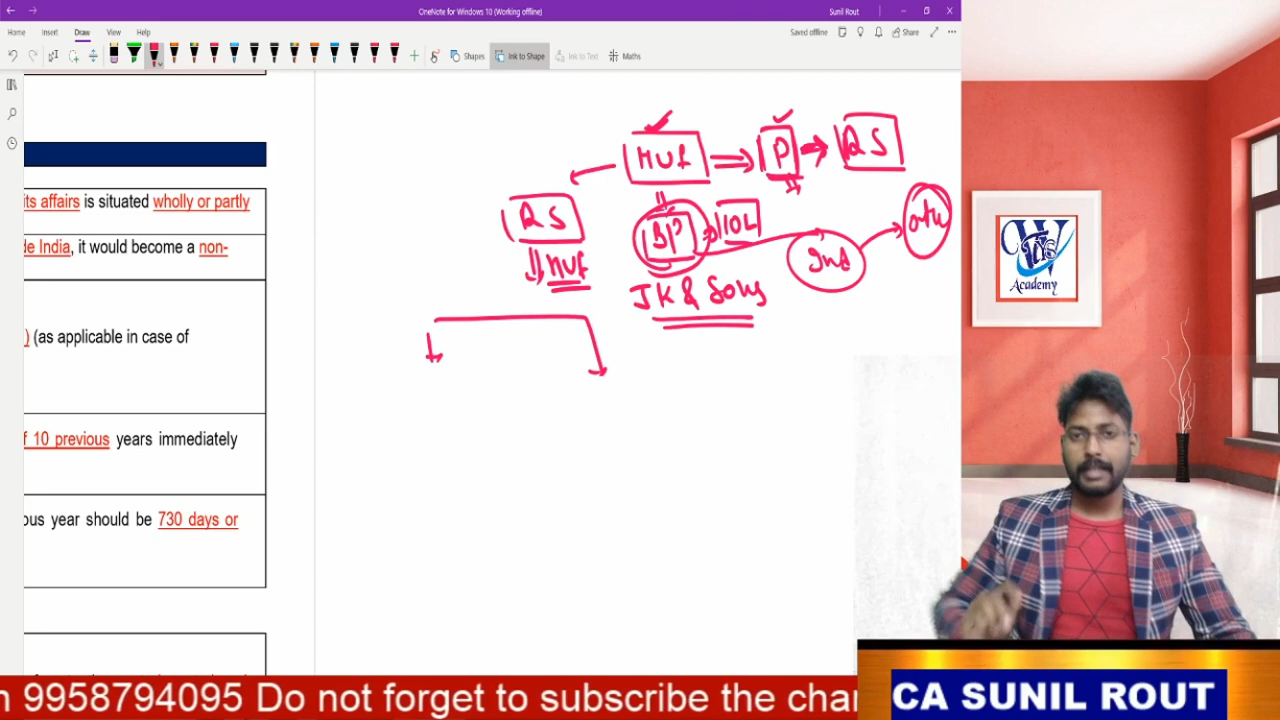 OneNote for Windows 10 (Working offline)
Sunil Rout
Home Insert Draw View Help
Saved offline
Share
Shapes
Ink to Shape
Ink to Text
Maths
its affairs is situated wholly or partly
de India, it would become a non-
) (as applicable in case of
f 10 previous years immediately
ous year should be 730 days or
HUF P RS
RS BP 10L
HUF Ind
JK & Sons
Academy
n 9958794095 Do not forget to subscribe the char
CA SUNIL ROUT